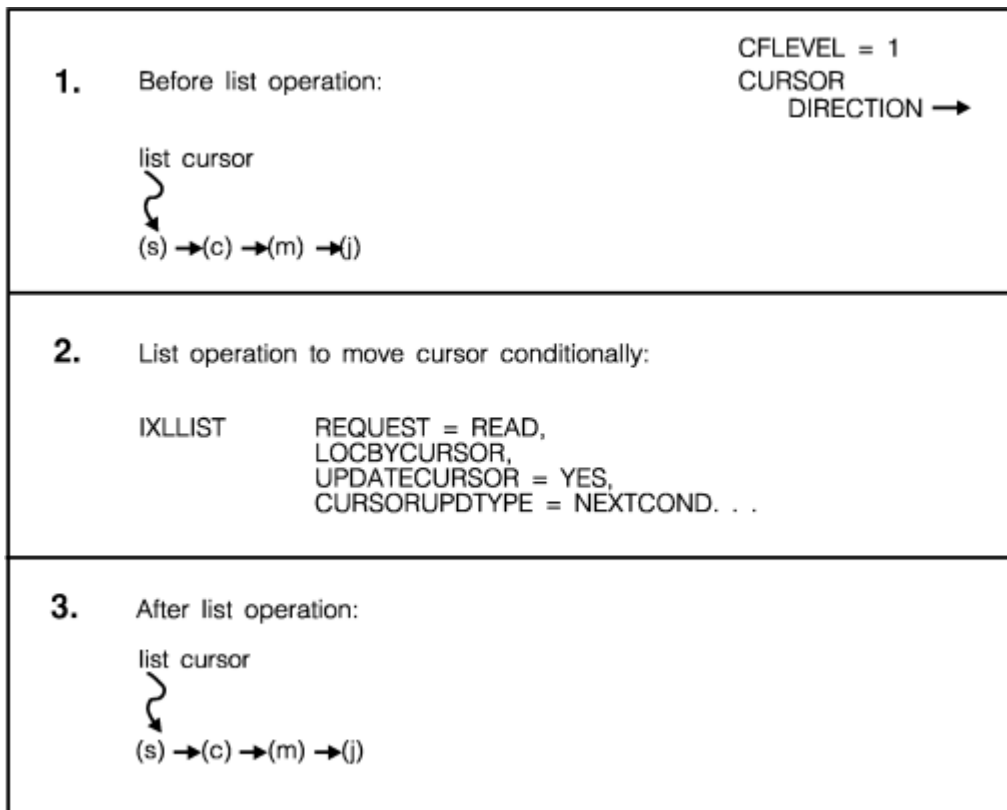 CFLEVEL = 1
1. Before list operation: CURSOR
DIRECTION →
list cursor
(s) →(c) →(m) →(j)
2. List operation to move cursor conditionally:
IXLLIST REQUEST = READ,
LOCBYCURSOR,
UPDATECURSOR = YES,
CURSORUPDTYPE = NEXTCOND. . .
3. After list operation:
list cursor
(s) →(c) →(m) →(j)